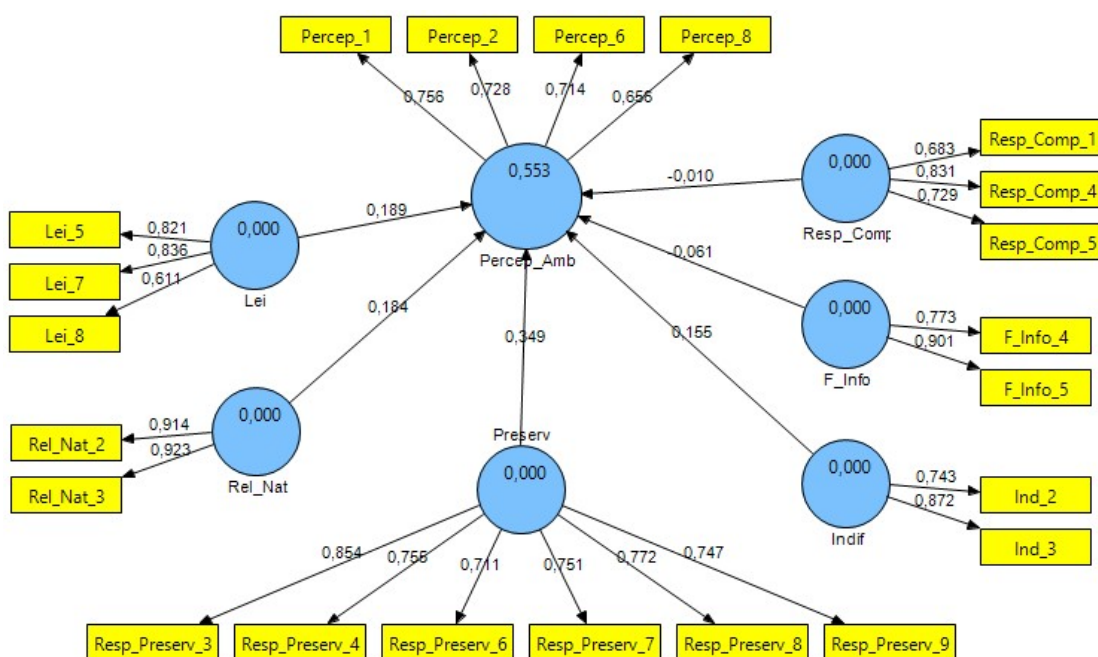 Percep_1 Percep_2 Percep_6 Percep_8
0,756 0,728 0,714 0,655
0,553
Percep_Amb
0,000
Resp_Comp
-0,010
0,683
0,831
0,729
Resp_Comp_1
Resp_Comp_4
Resp_Comp_5
Lei_5
Lei_7
Lei_8
0,821
0,836
0,611
0,000
Lei
0,189
0,061
0,000
F_Info
0,773
0,901
F_Info_4
F_Info_5
0,184
0,349
0,155
Rel_Nat_2
Rel_Nat_3
0,914
0,923
0,000
Rel_Nat
Preserv
0,000
0,000
Indif
0,743
0,872
Ind_2
Ind_3
0,854 0,755 0,711 0,751 0,772 0,747
Resp_Preserv_3 Resp_Preserv_4 Resp_Preserv_6 Resp_Preserv_7 Resp_Preserv_8 Resp_Preserv_9